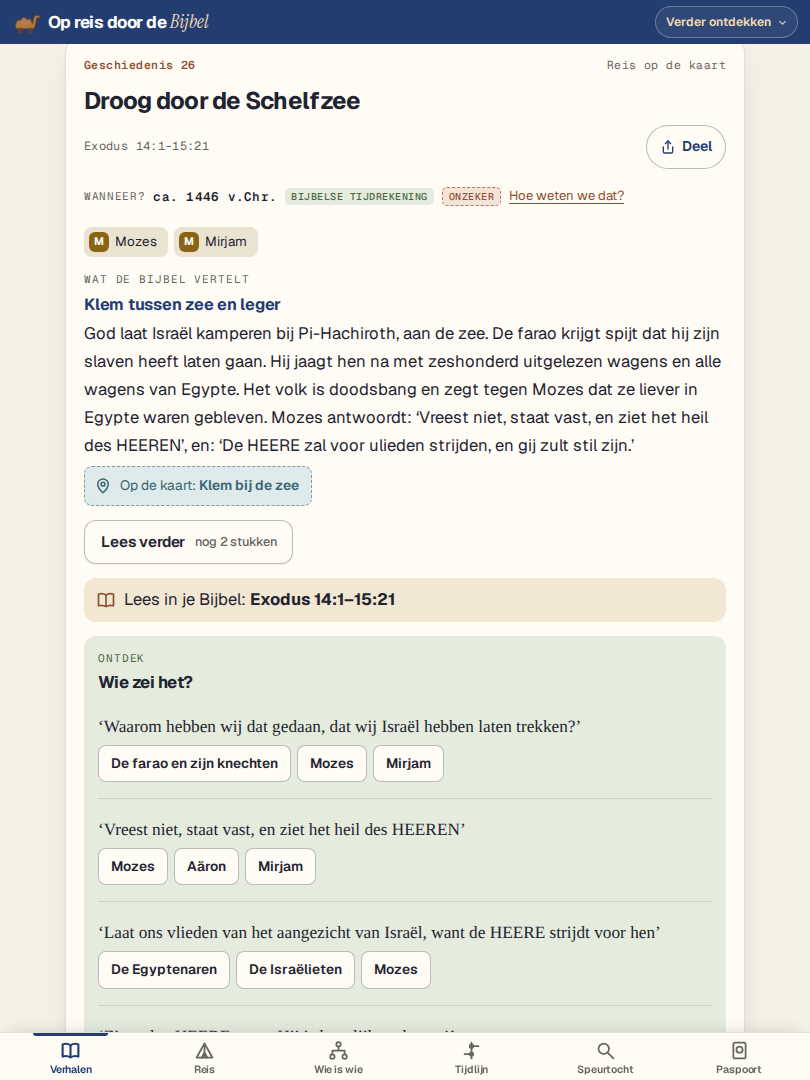 Op reis door de Bijbel
Verder ontdekken
Geschiedenis 26
Reis op de kaart
Droog door de Schelfzee
Exodus 14:1–15:21
Deel
WANNEER? ca. 1446 v.Chr. BIJBELSE TIJDREKENING ONZEKER Hoe weten we dat?
M Mozes M Mirjam
WAT DE BIJBEL VERTELT
Klem tussen zee en leger
God laat Israël kamperen bij Pi-Hachiroth, aan de zee. De farao krijgt spijt dat hij zijn
slaven heeft laten gaan. Hij jaagt hen na met zeshonderd uitgelezen wagens en alle
wagens van Egypte. Het volk is doodsbang en zegt tegen Mozes dat ze liever in
Egypte waren gebleven. Mozes antwoordt: ‘Vreest niet, staat vast, en ziet het heil
des HEEREN’, en: ‘De HEERE zal voor ulieden strijden, en gij zult stil zijn.’
Op de kaart: Klem bij de zee
Lees verder nog 2 stukken
Lees in je Bijbel: Exodus 14:1–15:21
ONTDEK
Wie zei het?
‘Waarom hebben wij dat gedaan, dat wij Israël hebben laten trekken?’
De farao en zijn knechten Mozes Mirjam
‘Vreest niet, staat vast, en ziet het heil des HEEREN’
Mozes Aäron Mirjam
‘Laat ons vlieden van het aangezicht van Israël, want de HEERE strijdt voor hen’
De Egyptenaren De Israëlieten Mozes
Verhalen Reis Wie is wie Tijdlijn Speurtocht Paspoort